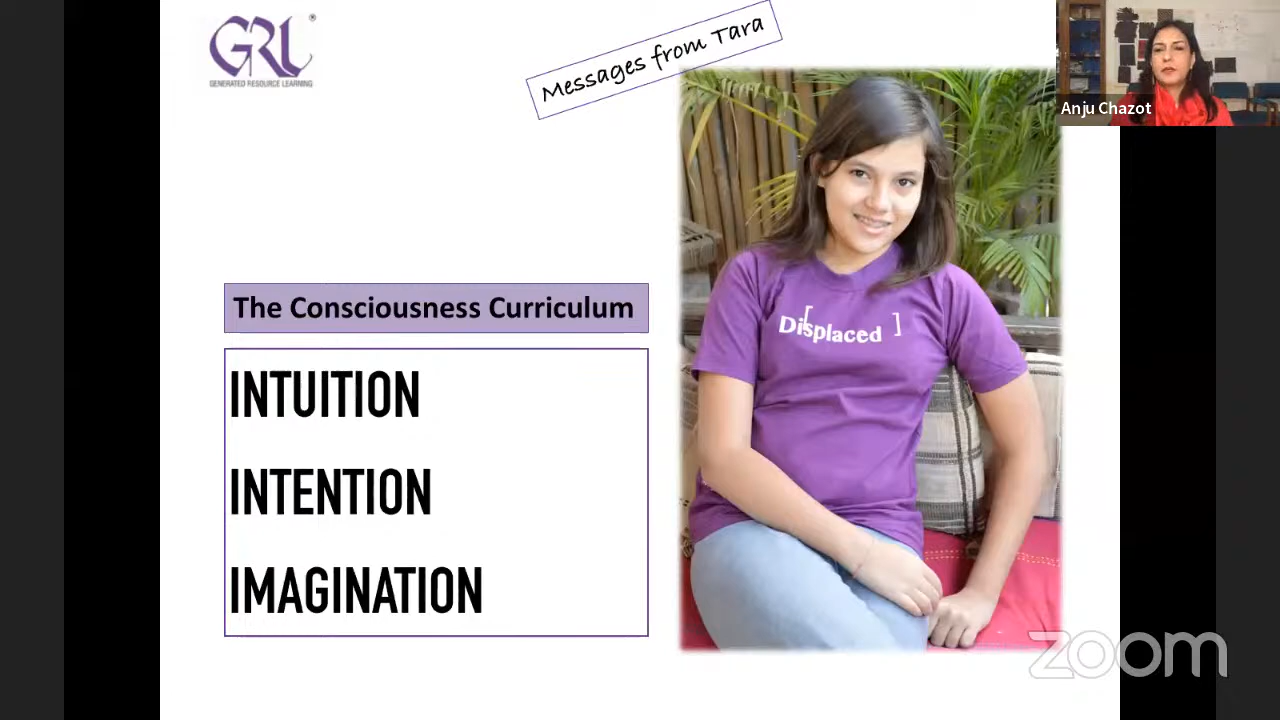 GRL®
GENERATED RESOURCE LEARNING
Messages from Tara
Anju Chazot
The Consciousness Curriculum
INTUITION
INTENTION
IMAGINATION
[Displaced ]
zoom